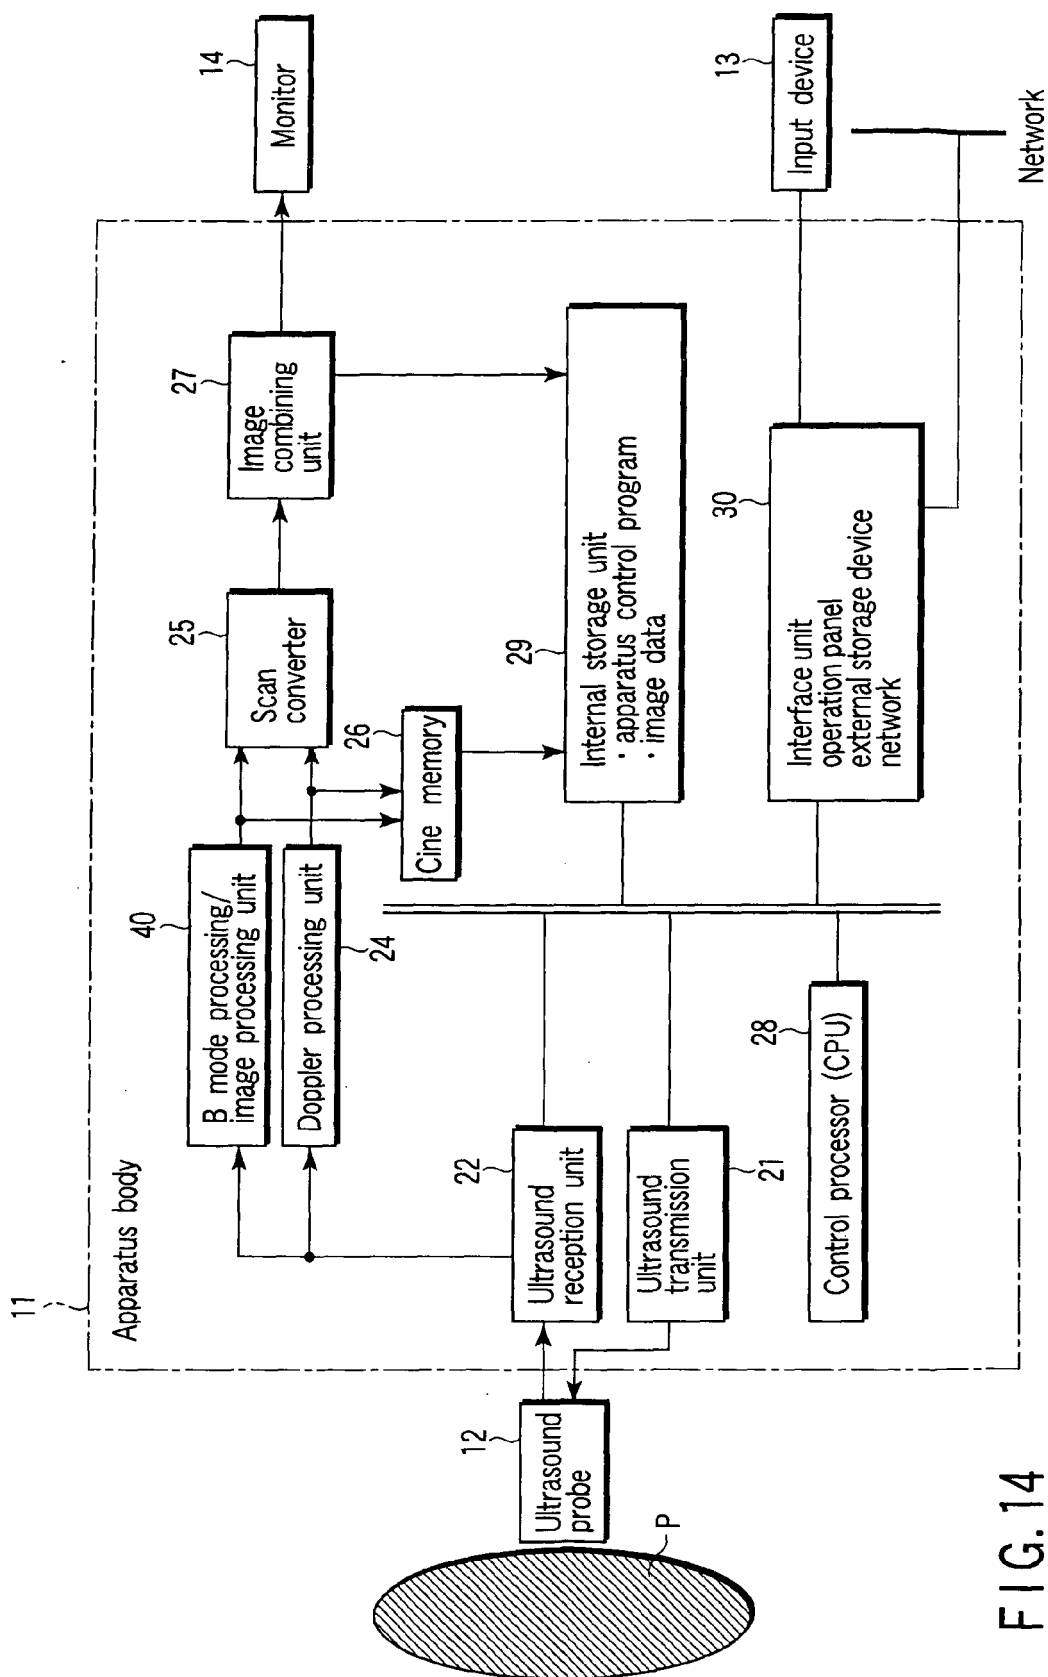 11
Apparatus body
P
12
Ultrasound
probe
22
Ultrasound
reception unit
Ultrasound
transmission
unit
21
28
Control processor (CPU)
40
B mode processing/
image processing unit
Doppler processing unit
24
26
Cine memory
25
Scan
converter
27
Image
combining
unit
29
Internal storage unit
: apparatus control program
: image data
30
Interface unit
operation panel
external storage device
network
14
Monitor
13
Input device
Network
FIG. 14